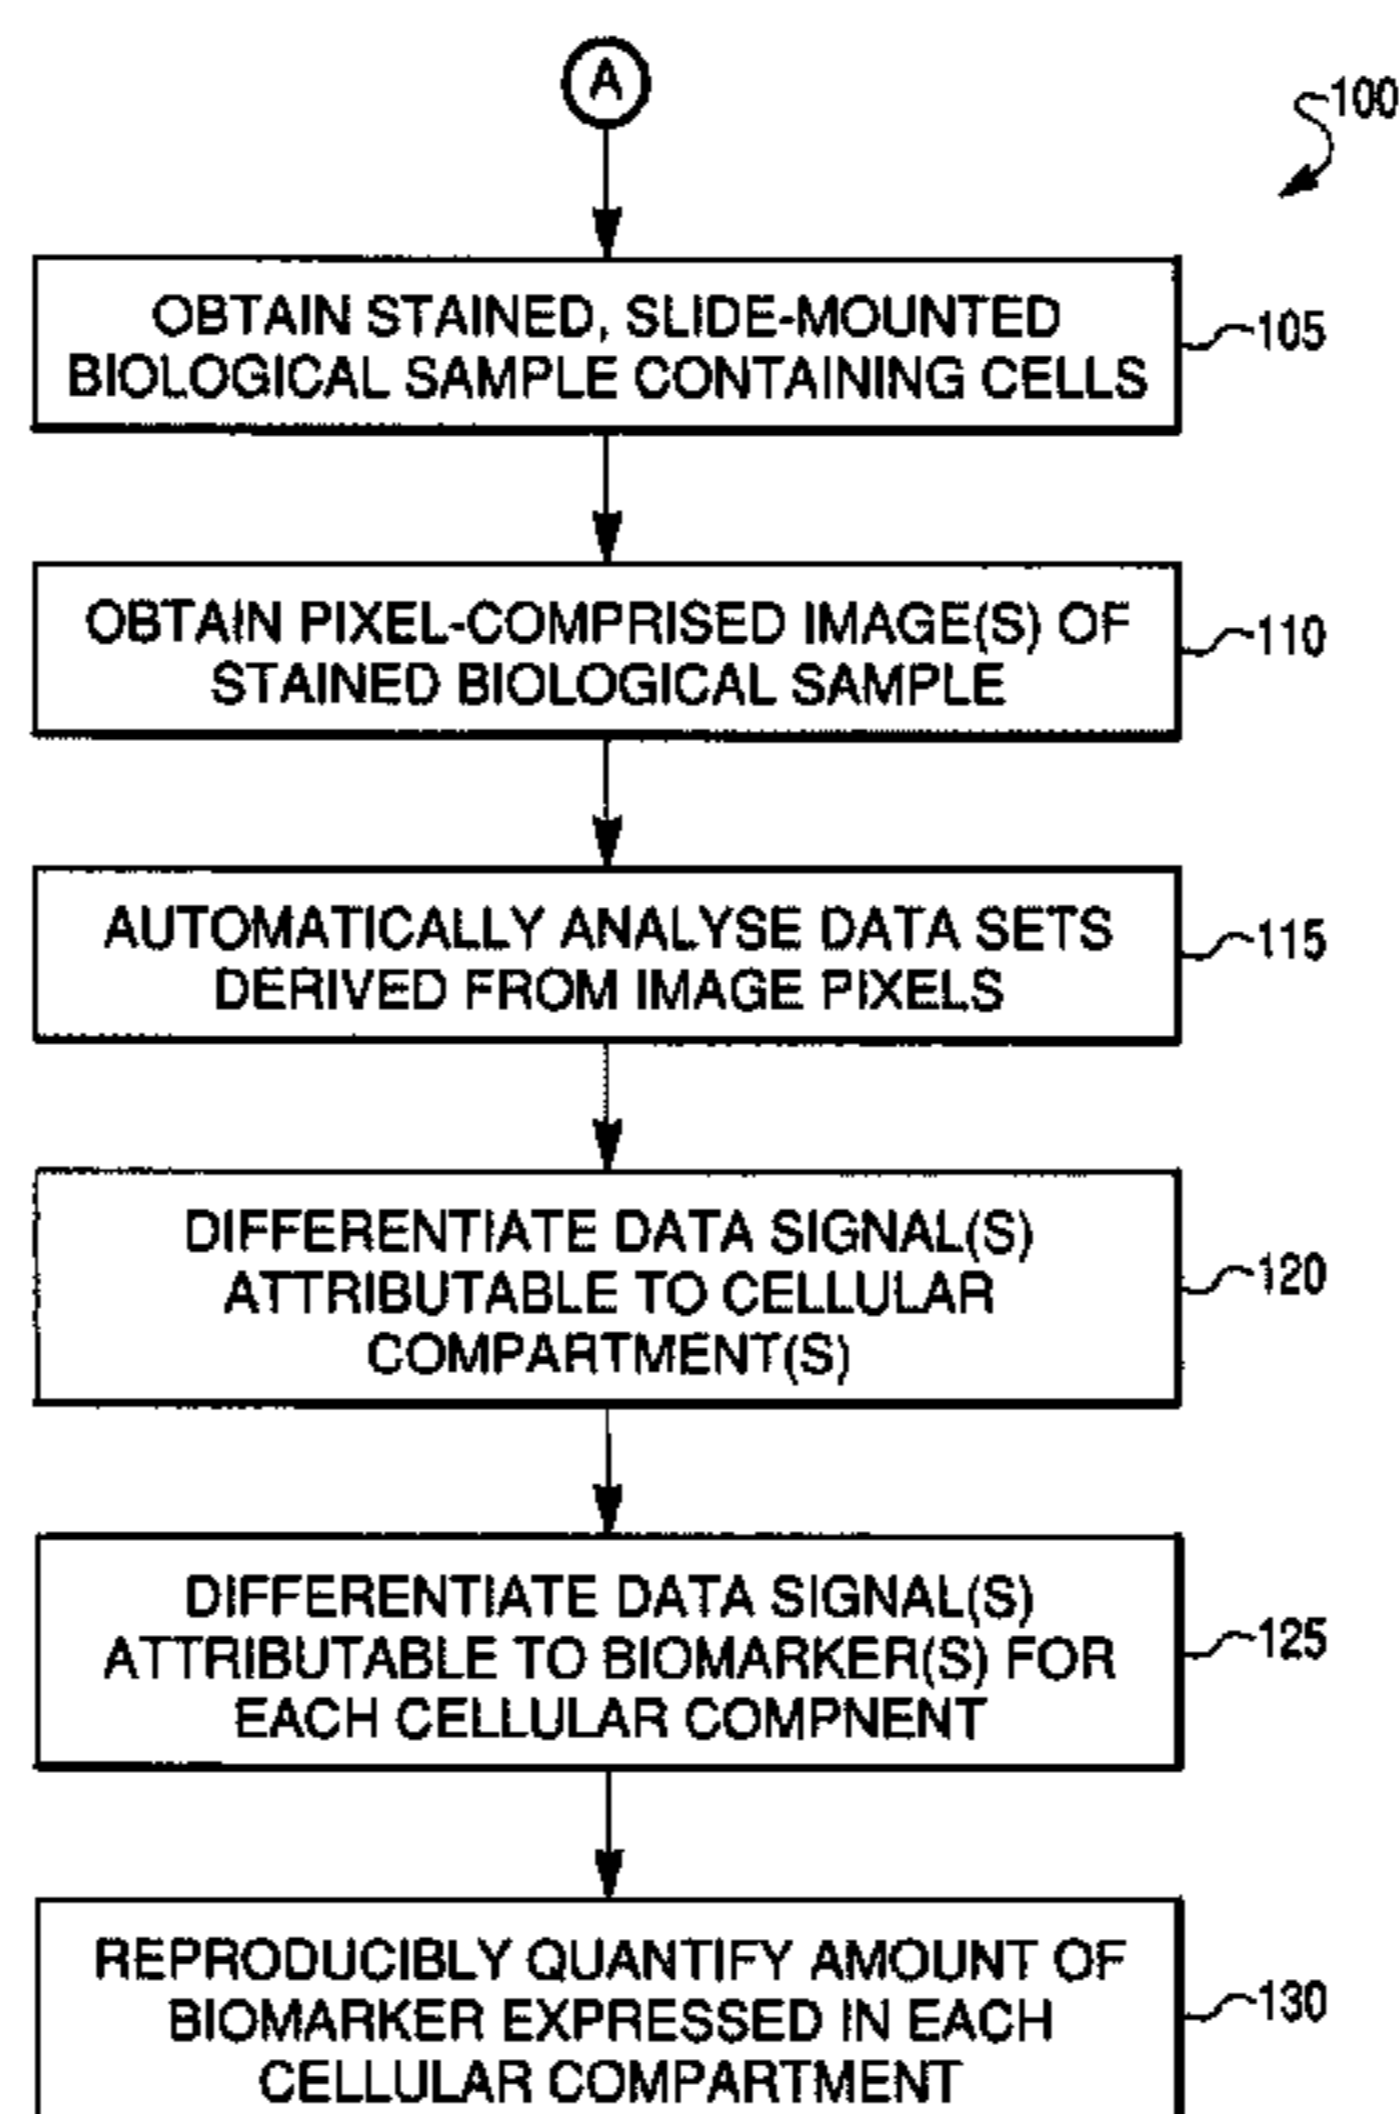 A
100
OBTAIN STAINED, SLIDE-MOUNTED
BIOLOGICAL SAMPLE CONTAINING CELLS
105
OBTAIN PIXEL-COMPRISED IMAGE(S) OF
STAINED BIOLOGICAL SAMPLE
110
AUTOMATICALLY ANALYSE DATA SETS
DERIVED FROM IMAGE PIXELS
115
DIFFERENTIATE DATA SIGNAL(S)
ATTRIBUTABLE TO CELLULAR
COMPARTMENT(S)
120
DIFFERENTIATE DATA SIGNAL(S)
ATTRIBUTABLE TO BIOMARKER(S) FOR
EACH CELLULAR COMPNENT
125
REPRODUCIBLY QUANTIFY AMOUNT OF
BIOMARKER EXPRESSED IN EACH
CELLULAR COMPARTMENT
130